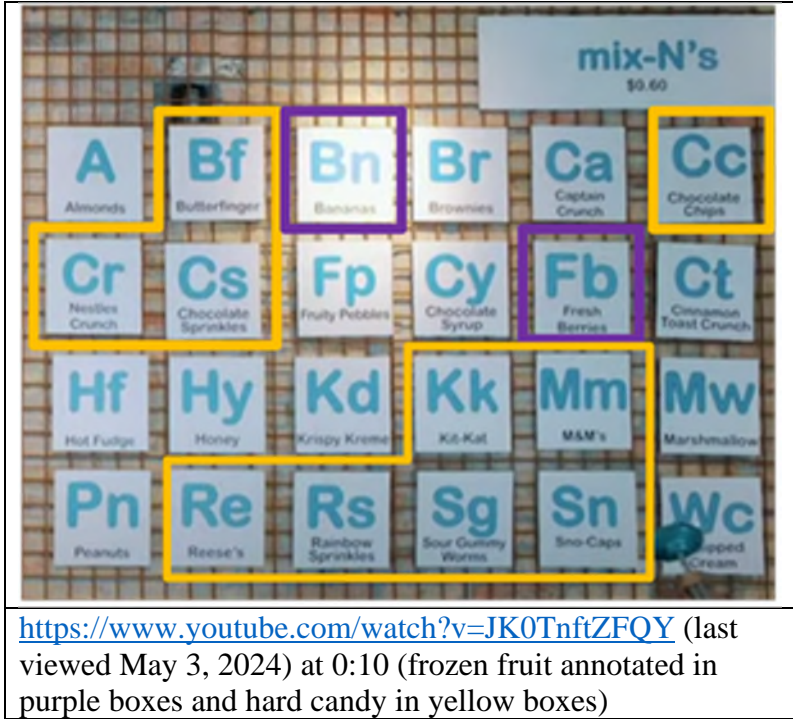 mix-N's
$0.60
A
Almonds
Bf
Butterfinger
Bn
Bananas
Br
Brownies
Ca
Captain
Crunch
Cc
Chocolate
Chips
Cr
Nestles
Crunch
Cs
Chocolate
Sprinkles
Fp
Fruity Pebbles
Cy
Chocolate
Syrup
Fb
Fresh
Berries
Ct
Cinnamon
Toast Crunch
Hf
Hot Fudge
Hy
Honey
Kd
Krispy Kreme
Kk
Kit-Kat
Mm
M&M's
Mw
Marshmallow
Pn
Peanuts
Re
Reese's
Rs
Rainbow
Sprinkles
Sg
Sour Gummy
Worms
Sn
Sno-Caps
Wc
Cream
https://www.youtube.com/watch?v=JK0TnftZFQY (last
viewed May 3, 2024) at 0:10 (frozen fruit annotated in
purple boxes and hard candy in yellow boxes)